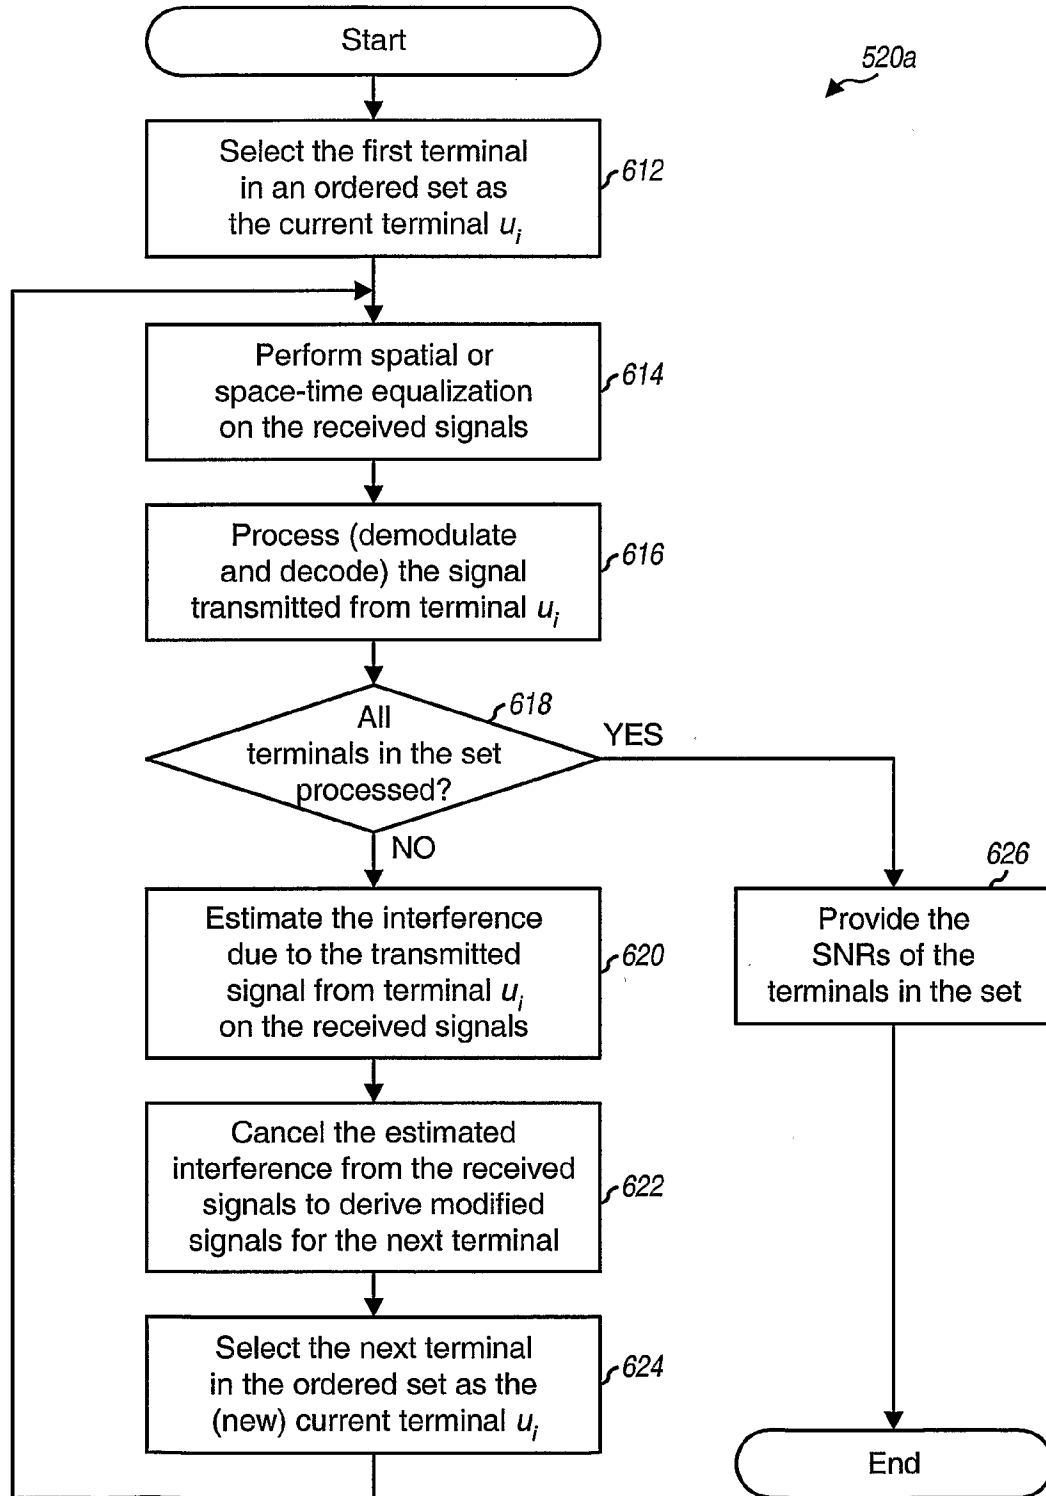 Start
520a
Select the first terminal
in an ordered set as
the current terminal u_i
612
Perform spatial or
space-time equalization
on the received signals
614
Process (demodulate
and decode) the signal
transmitted from terminal u_i
616
All
terminals in the set
processed?
618
YES
NO
Estimate the interference
due to the transmitted
signal from terminal u_i
on the received signals
620
626
Provide the
SNRs of the
terminals in the set
Cancel the estimated
interference from the received
signals to derive modified
signals for the next terminal
622
Select the next terminal
in the ordered set as the
(new) current terminal u_i
624
End